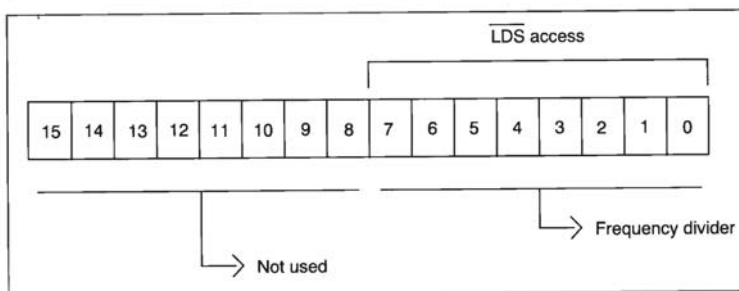 LDS access
15 14 13 12 11 10 9 8 7 6 5 4 3 2 1 0
Frequency divider
Not used